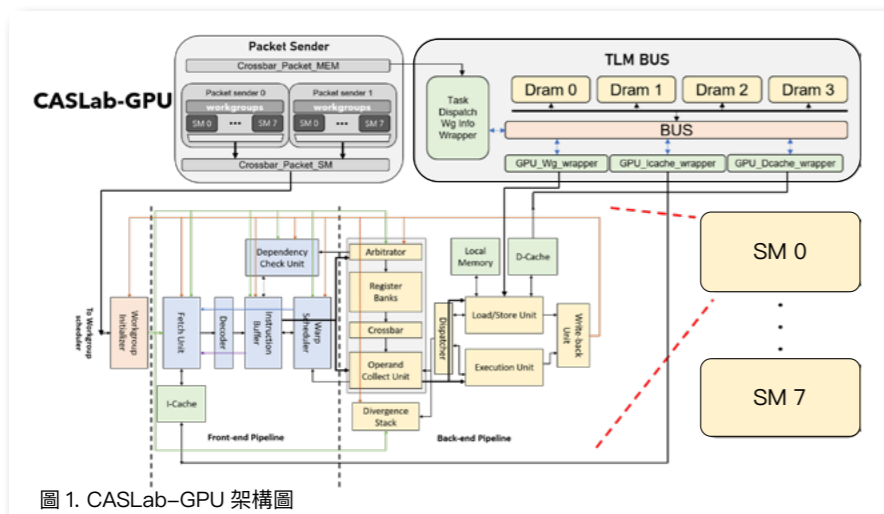 Packet Sender
Crossbar_Packet_MEM
CASLab-GPU
Packet sender 0
workgroups
SM 0 ••• SM 7
Packet sender 1
workgroups
SM 0 ••• SM 7
Crossbar_Packet_SM
TLM BUS
Task
Dispatch
Wg Info
Wrapper
Dram 0
Dram 1
Dram 2
Dram 3
BUS
GPU_Wg_wrapper
GPU_Icache_wrapper
GPU_Dcache_wrapper
To Workgroup
scheduler
Workgroup
Initializer
Fetch Unit
Decoder
Instruction
Buffer
Warp
Scheduler
Dependency
Check Unit
I-Cache
Front-end Pipeline
Arbitrator
Register
Banks
Crossbar
Operand
Collect Unit
Divergence
Stack
Dispatcher
Local
Memory
D-Cache
Load/Store Unit
Execution Unit
Write-back
Unit
Back-end Pipeline
SM 0
SM 7
圖 1. CASLab-GPU 架構圖